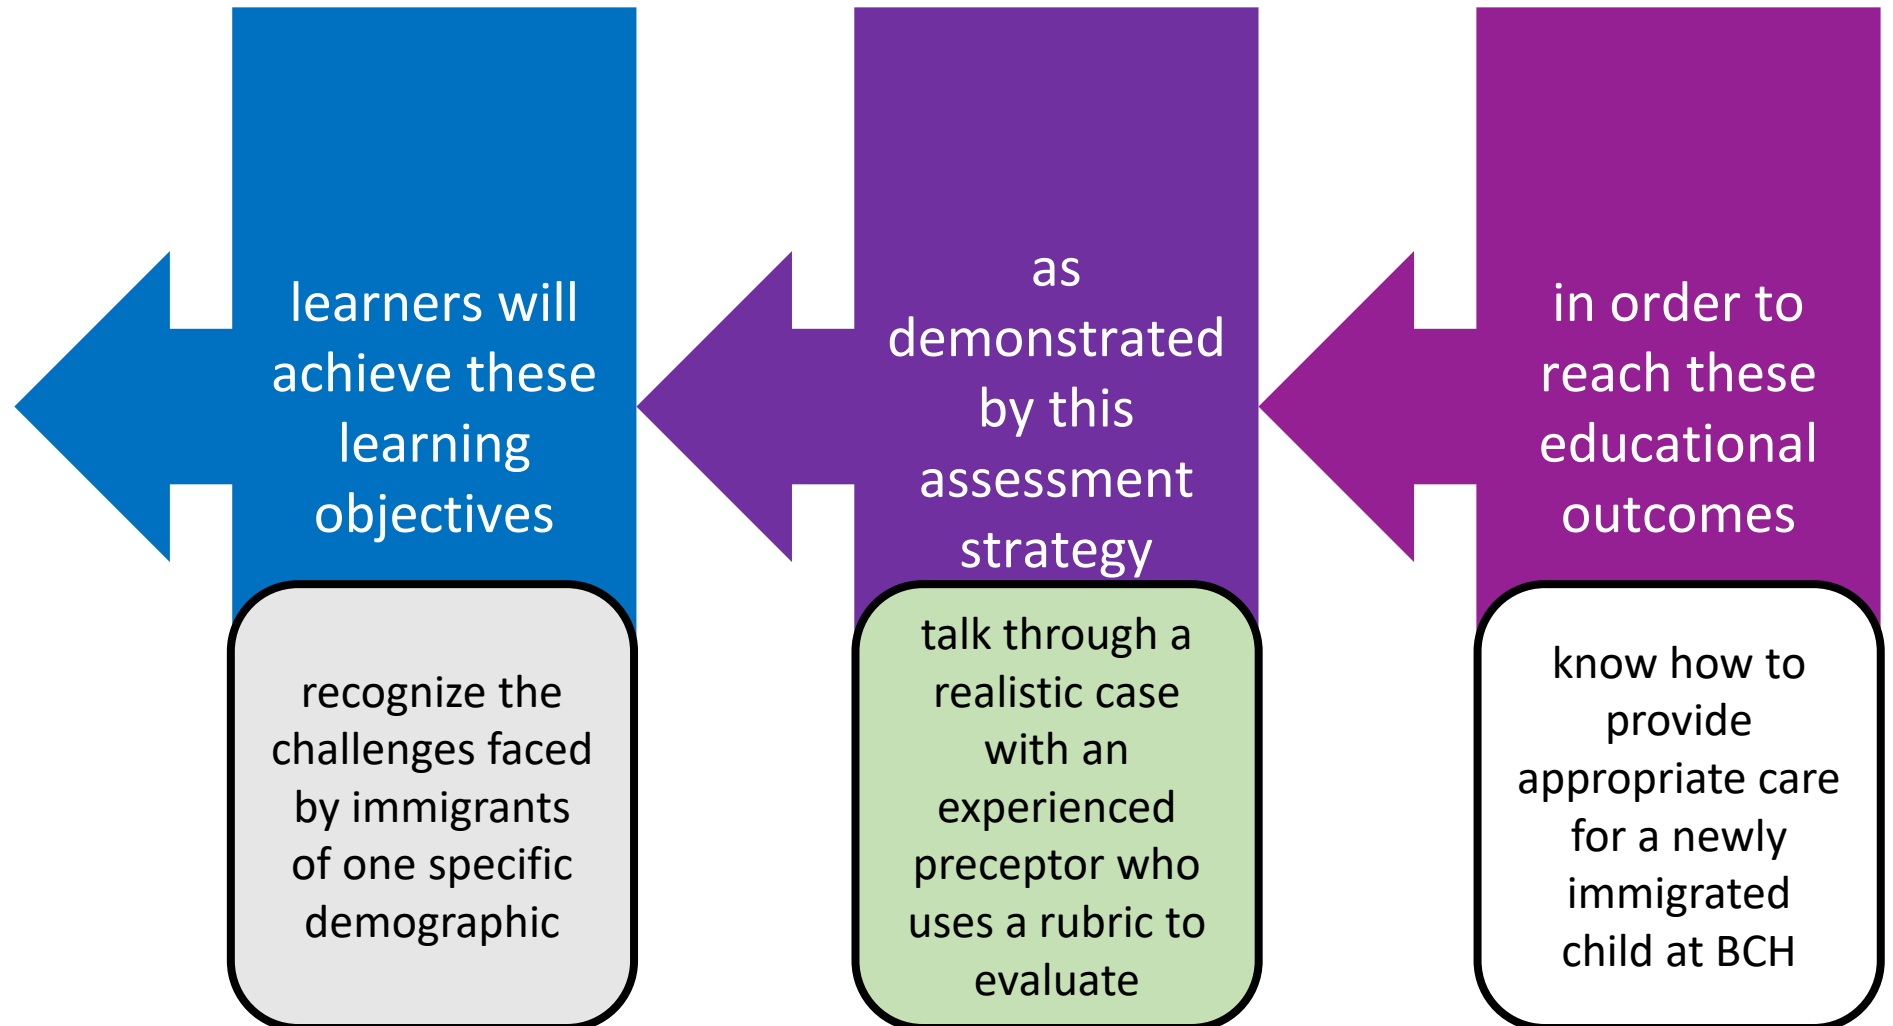 learners will
achieve these
learning
objectives
recognize the
challenges faced
by immigrants
of one specific
demographic
as
demonstrated
by this
assessment
strategy
talk through a
realistic case
with an
experienced
preceptor who
uses a rubric to
evaluate
in order to
reach these
educational
outcomes
know how to
provide
appropriate care
for a newly
immigrated
child at BCH